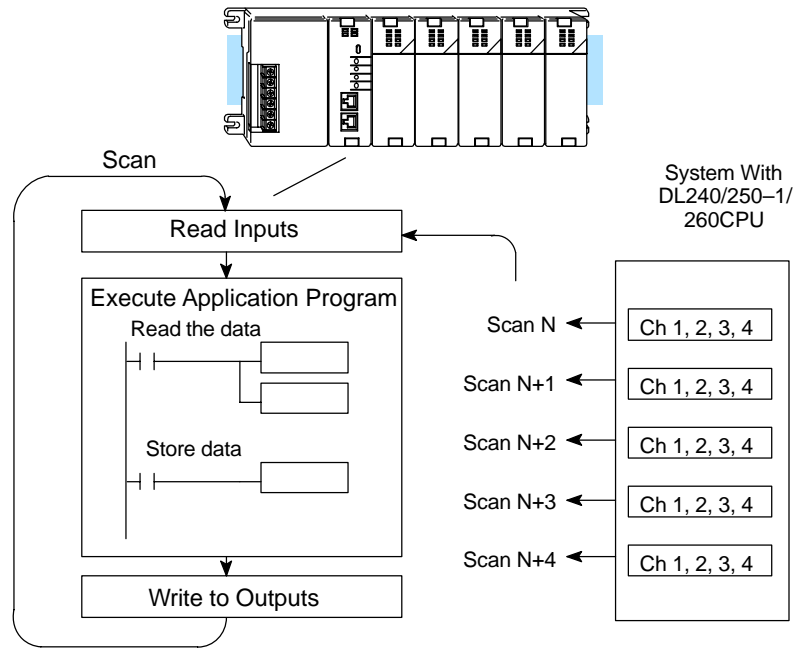 Scan
System With
DL240/250–1/
260CPU
Read Inputs
Execute Application Program
Read the data
Store data
Write to Outputs
Scan N
Ch 1, 2, 3, 4
Scan N+1
Ch 1, 2, 3, 4
Scan N+2
Ch 1, 2, 3, 4
Scan N+3
Ch 1, 2, 3, 4
Scan N+4
Ch 1, 2, 3, 4